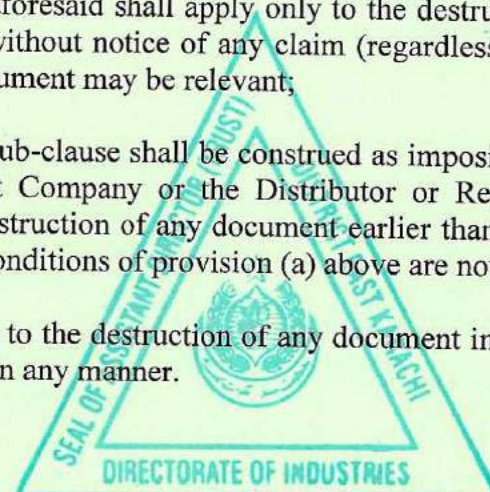 foresaid shall apply only to the destru
without notice of any claim (regardless
ument may be relevant;
ub-clause shall be construed as imposi
t Company or the Distributor or Re
struction of any document earlier than
onditions of provision (a) above are no
to the destruction of any document in
n any manner.
SEAL OF ASSISTANT DIRECTOR (TRUST)
DISTRICT EAST KARACHI
DIRECTORATE OF INDUSTRIES